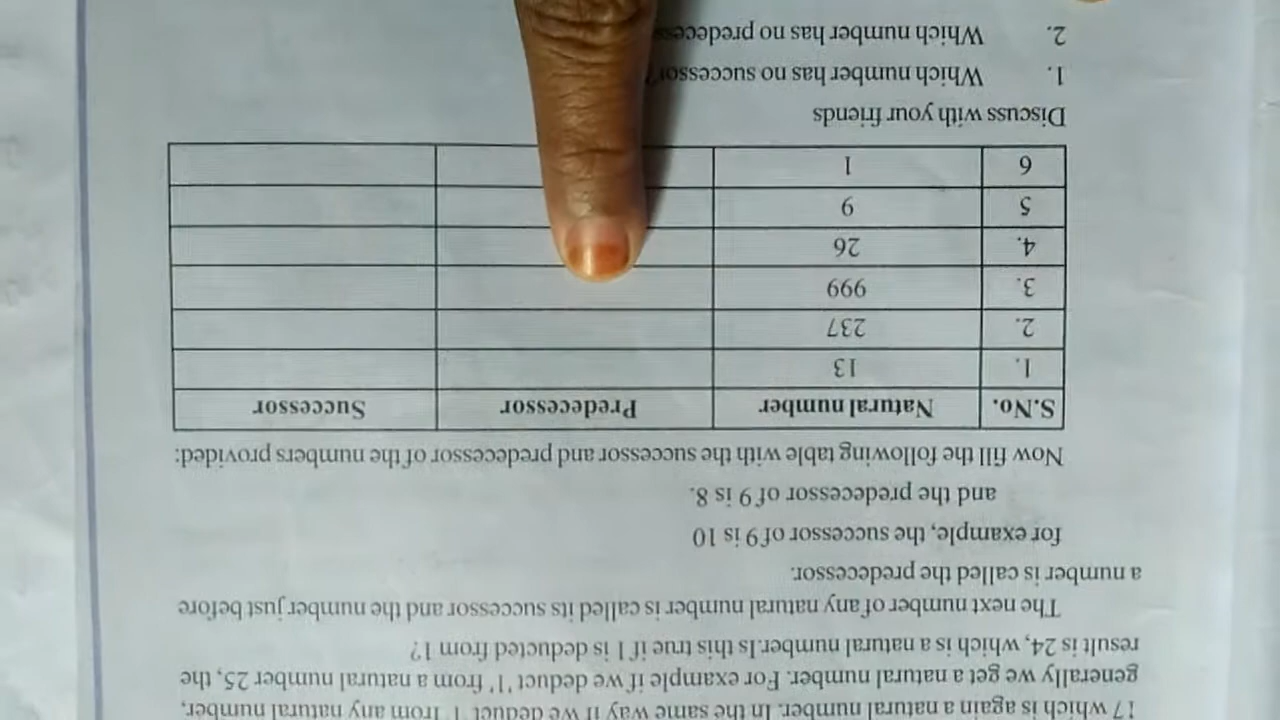 17 which is again a natural number. In the same way if we deduct '1' from any natural number,
generally we get a natural number. For example if we deduct '1' from a natural number 25, the
result is 24, which is a natural number. Is this true if 1 is deducted from 1?
The next number of any natural number is called its successor and the number just before
a number is called the predecessor.
for example, the successor of 9 is 10
and the predecessor of 9 is 8.
Now fill the following table with the successor and predecessor of the numbers provided:
S.No. Natural number Predecessor Successor
1. 13
2. 237
3. 999
4. 26
5 9
6 1
Discuss with your friends
1. Which number has no successor?
2. Which number has no